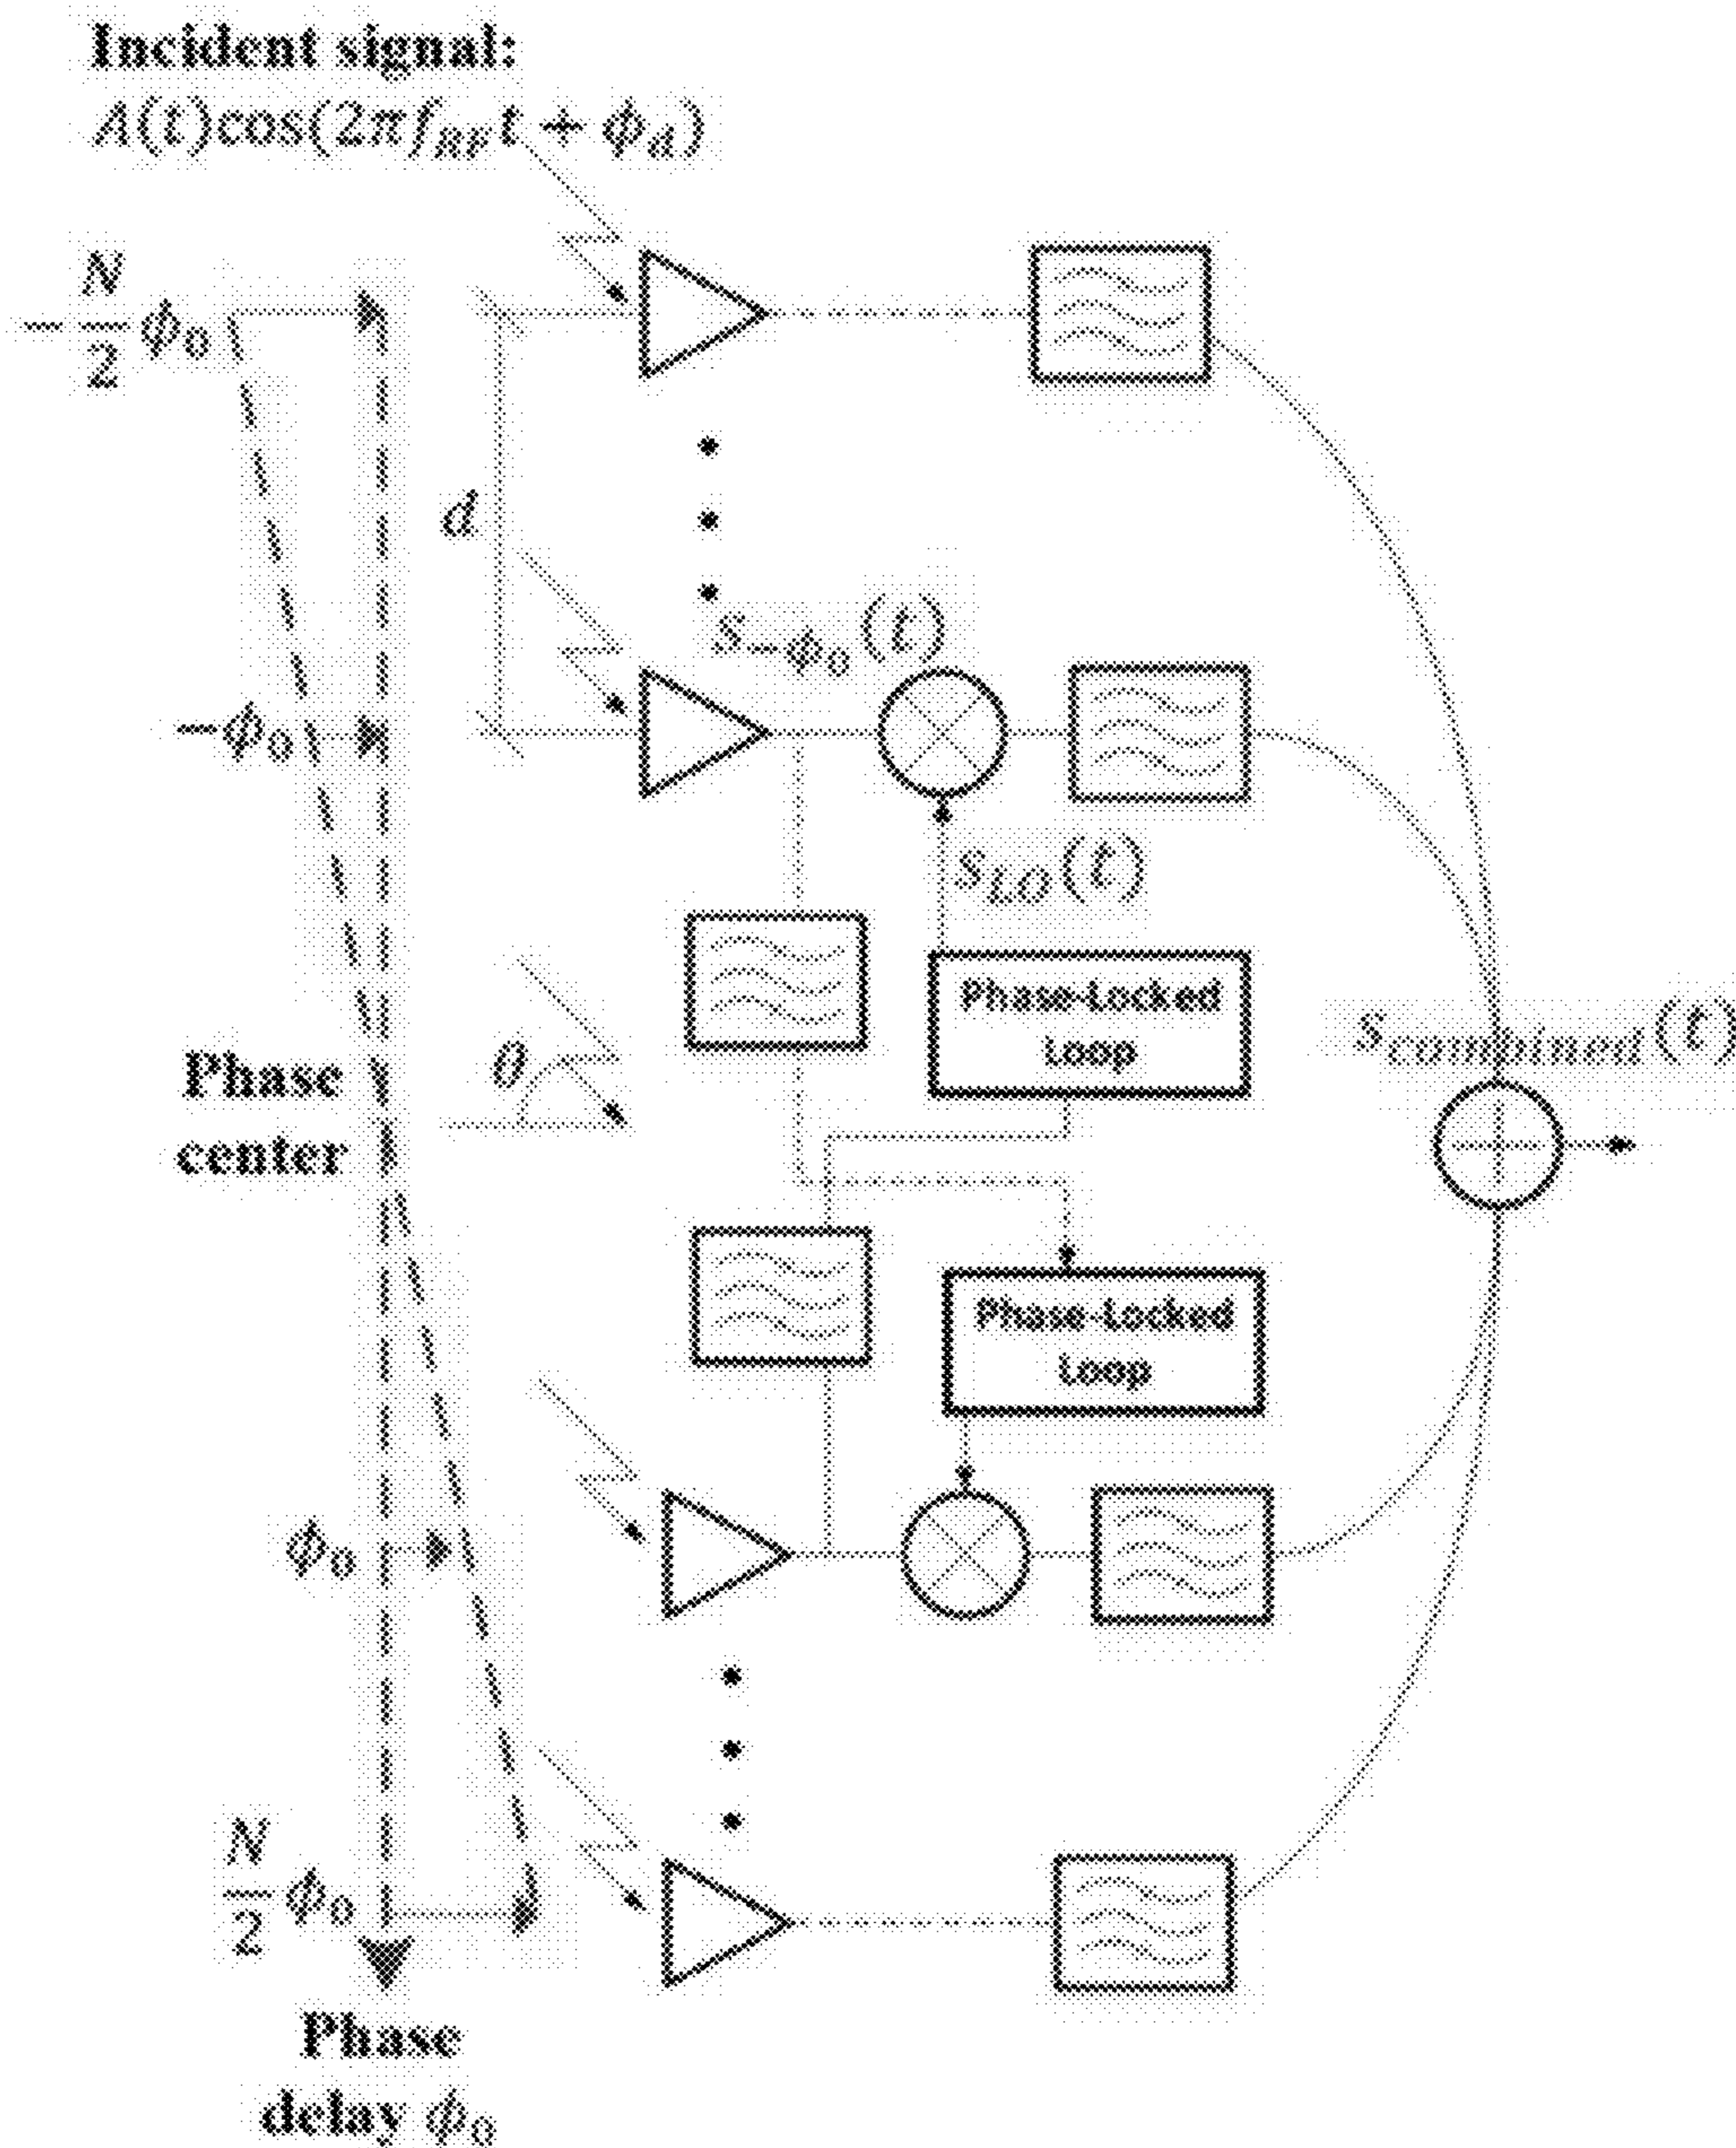 Incident signal:
A(t)cos(2πf_RF t + ϕ_d)
−N/2 ϕ₀
d
s_−ϕ₀(t)
−ϕ₀
s_LO(t)
Phase-Locked
Loop
s_combined(t)
θ
Phase
center
Phase-Locked
Loop
ϕ₀
N/2 ϕ₀
Phase
delay ϕ₀